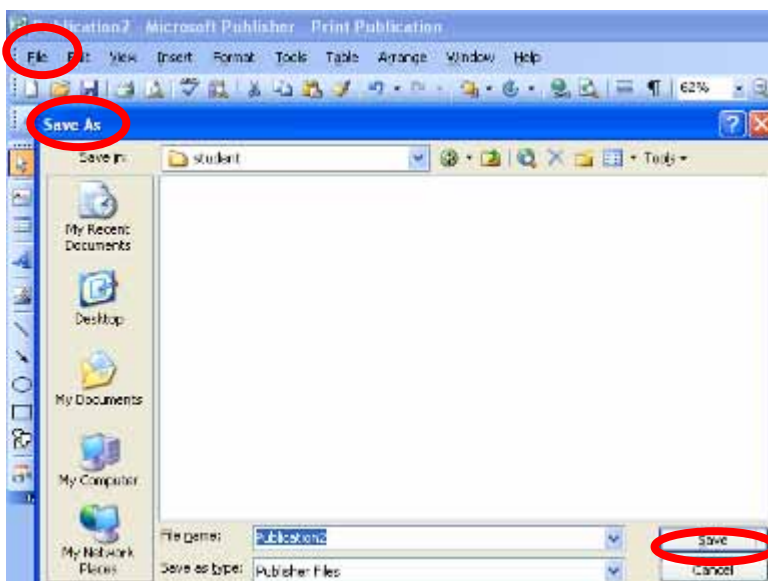 Publication2 - Microsoft Publisher - Print Publication
File Edit View Insert Format Tools Table Arrange Window Help
62%
Save As
Save in: student Tools
My Recent
Documents
Desktop
My Documents
My Computer
My Network
Places
File name: Publication2 Save
Save as type: Publisher Files Cancel